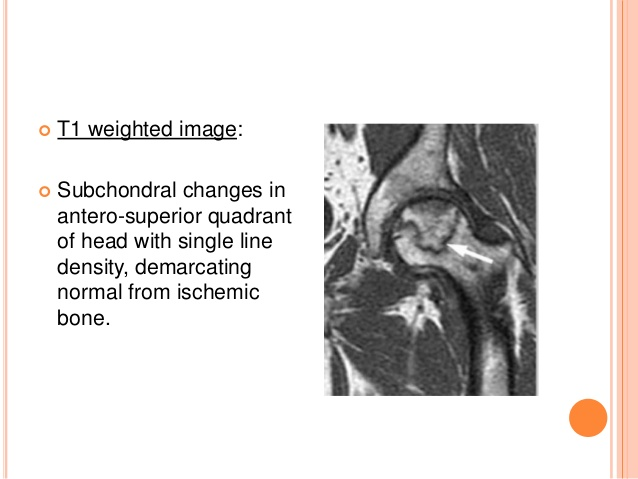 T1 weighted image:
Subchondral changes in
antero-superior quadrant
of head with single line
density, demarcating
normal from ischemic
bone.